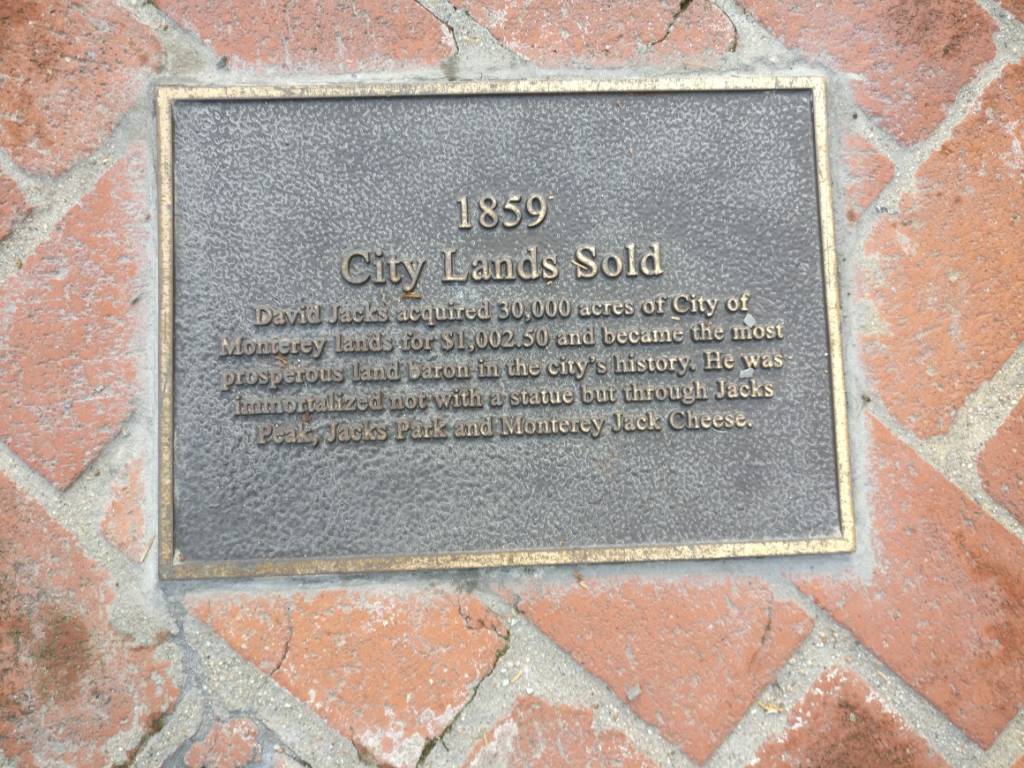 1859
City Lands Sold
David Jacks acquired 30,000 acres of City of
Monterey lands for $1,002.50 and became the most
prosperous land baron in the city's history. He was
immortalized not with a statue but through Jacks
Peak, Jacks Park and Monterey Jack Cheese.